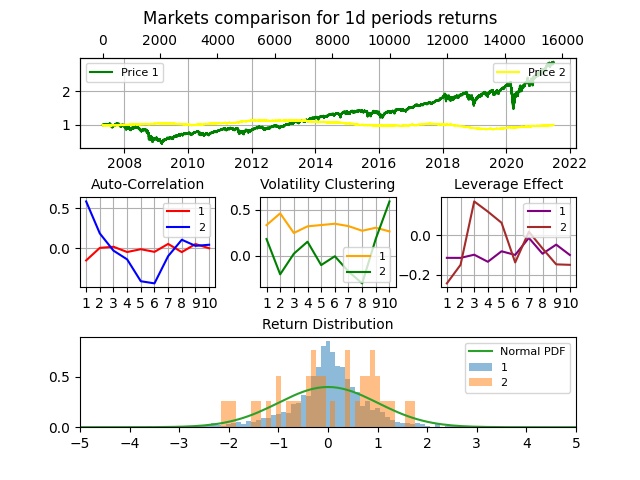 Markets comparison for 1d periods returns
0 2000 4000 6000 8000 10000 12000 14000 16000
Price 1
Price 2
2
1
2008 2010 2012 2014 2016 2018 2020 2022
Auto-Correlation
Volatility Clustering
Leverage Effect
0.5
0.0
1
2
1 2 3 4 5 6 7 8 9 10
0.5
0.0
1
2
1 2 3 4 5 6 7 8 9 10
0.0
−0.2
1
2
1 2 3 4 5 6 7 8 9 10
Return Distribution
0.5
0.0
Normal PDF
1
2
−5 −4 −3 −2 −1 0 1 2 3 4 5